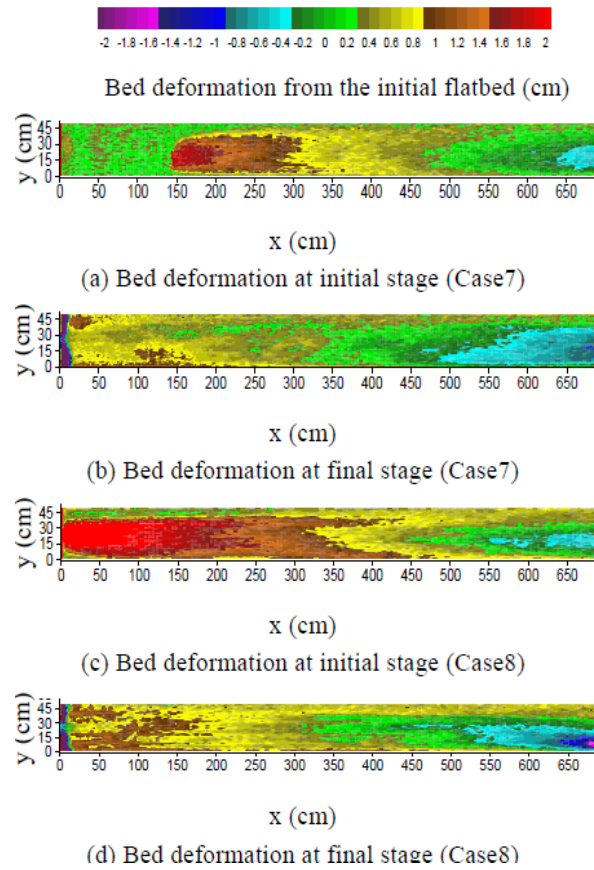 -2 -1.8 -1.6 -1.4 -1.2 -1 -0.8 -0.6 -0.4 -0.2 0 0.2 0.4 0.6 0.8 1 1.2 1.4 1.6 1.8 2
Bed deformation from the initial flatbed (cm)
y (cm)
45
30
15
0
0 50 100 150 200 250 300 350 400 450 500 550 600 650
x (cm)
(a) Bed deformation at initial stage (Case7)
y (cm)
45
30
15
0
0 50 100 150 200 250 300 350 400 450 500 550 600 650
x (cm)
(b) Bed deformation at final stage (Case7)
y (cm)
45
30
15
0
0 50 100 150 200 250 300 350 400 450 500 550 600 650
x (cm)
(c) Bed deformation at initial stage (Case8)
y (cm)
45
30
15
0
0 50 100 150 200 250 300 350 400 450 500 550 600 650
x (cm)
(d) Bed deformation at final stage (Case8)